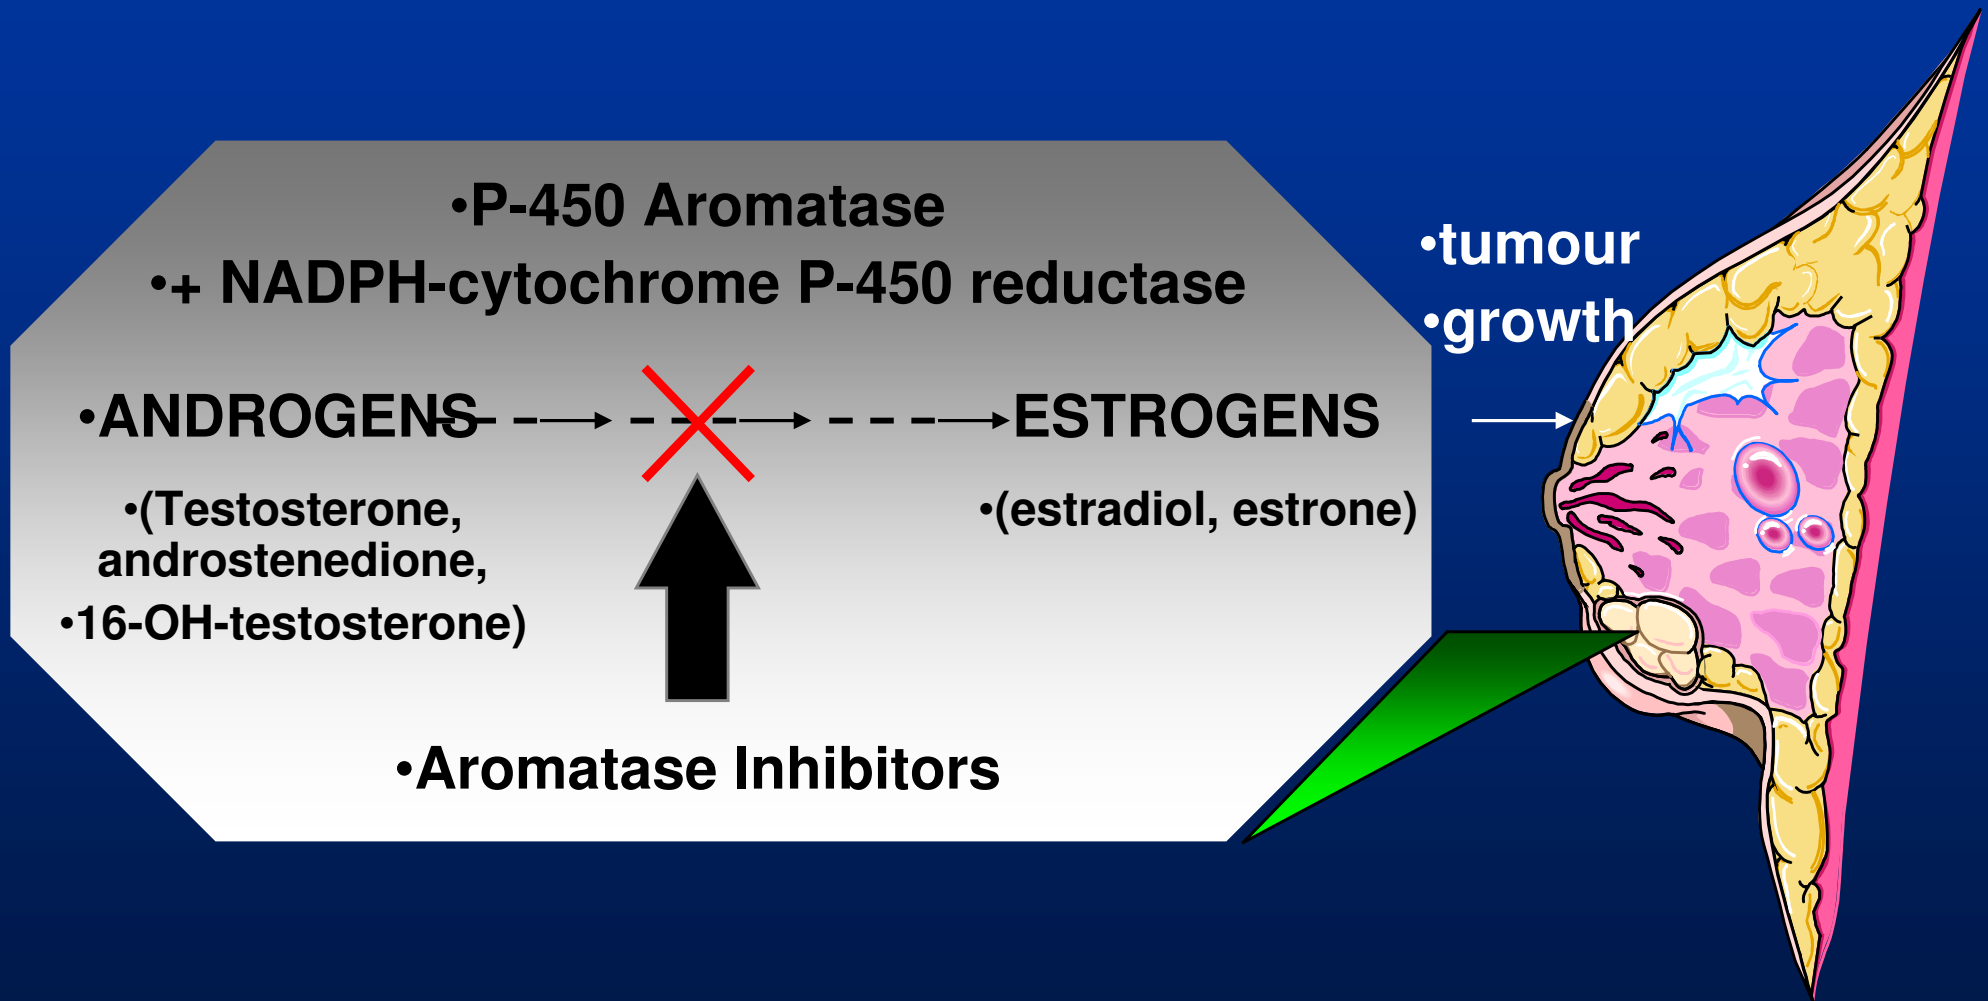 •P-450 Aromatase
•+ NADPH-cytochrome P-450 reductase
•tumour
•growth
•ANDROGENS
ESTROGENS
•(Testosterone,
androstenedione,
•16-OH-testosterone)
•(estradiol, estrone)
•Aromatase Inhibitors